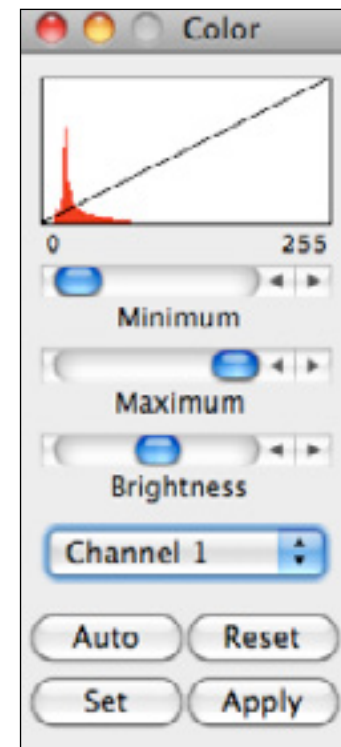 Color
0 255
Minimum
Maximum
Brightness
Channel 1
Auto Reset
Set Apply